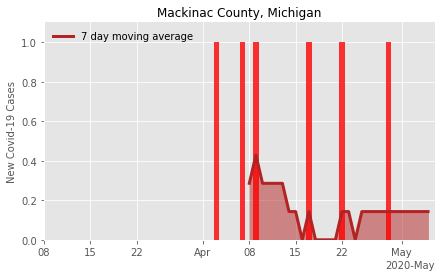 Mackinac County, Michigan
7 day moving average
New Covid-19 Cases
1.0
0.8
0.6
0.4
0.2
0.0
08 15 22 Apr 08 15 22 May 08
2020-May